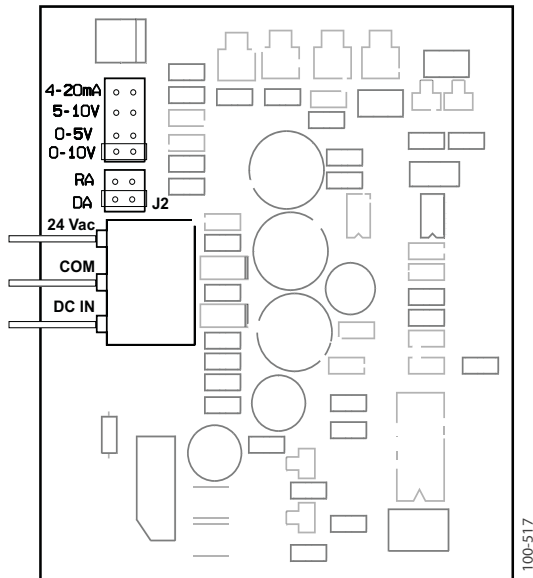 4-20mA
5-10V
0-5V
0-10V
RA
DA
J2
24 Vac
COM
DC IN
100-517